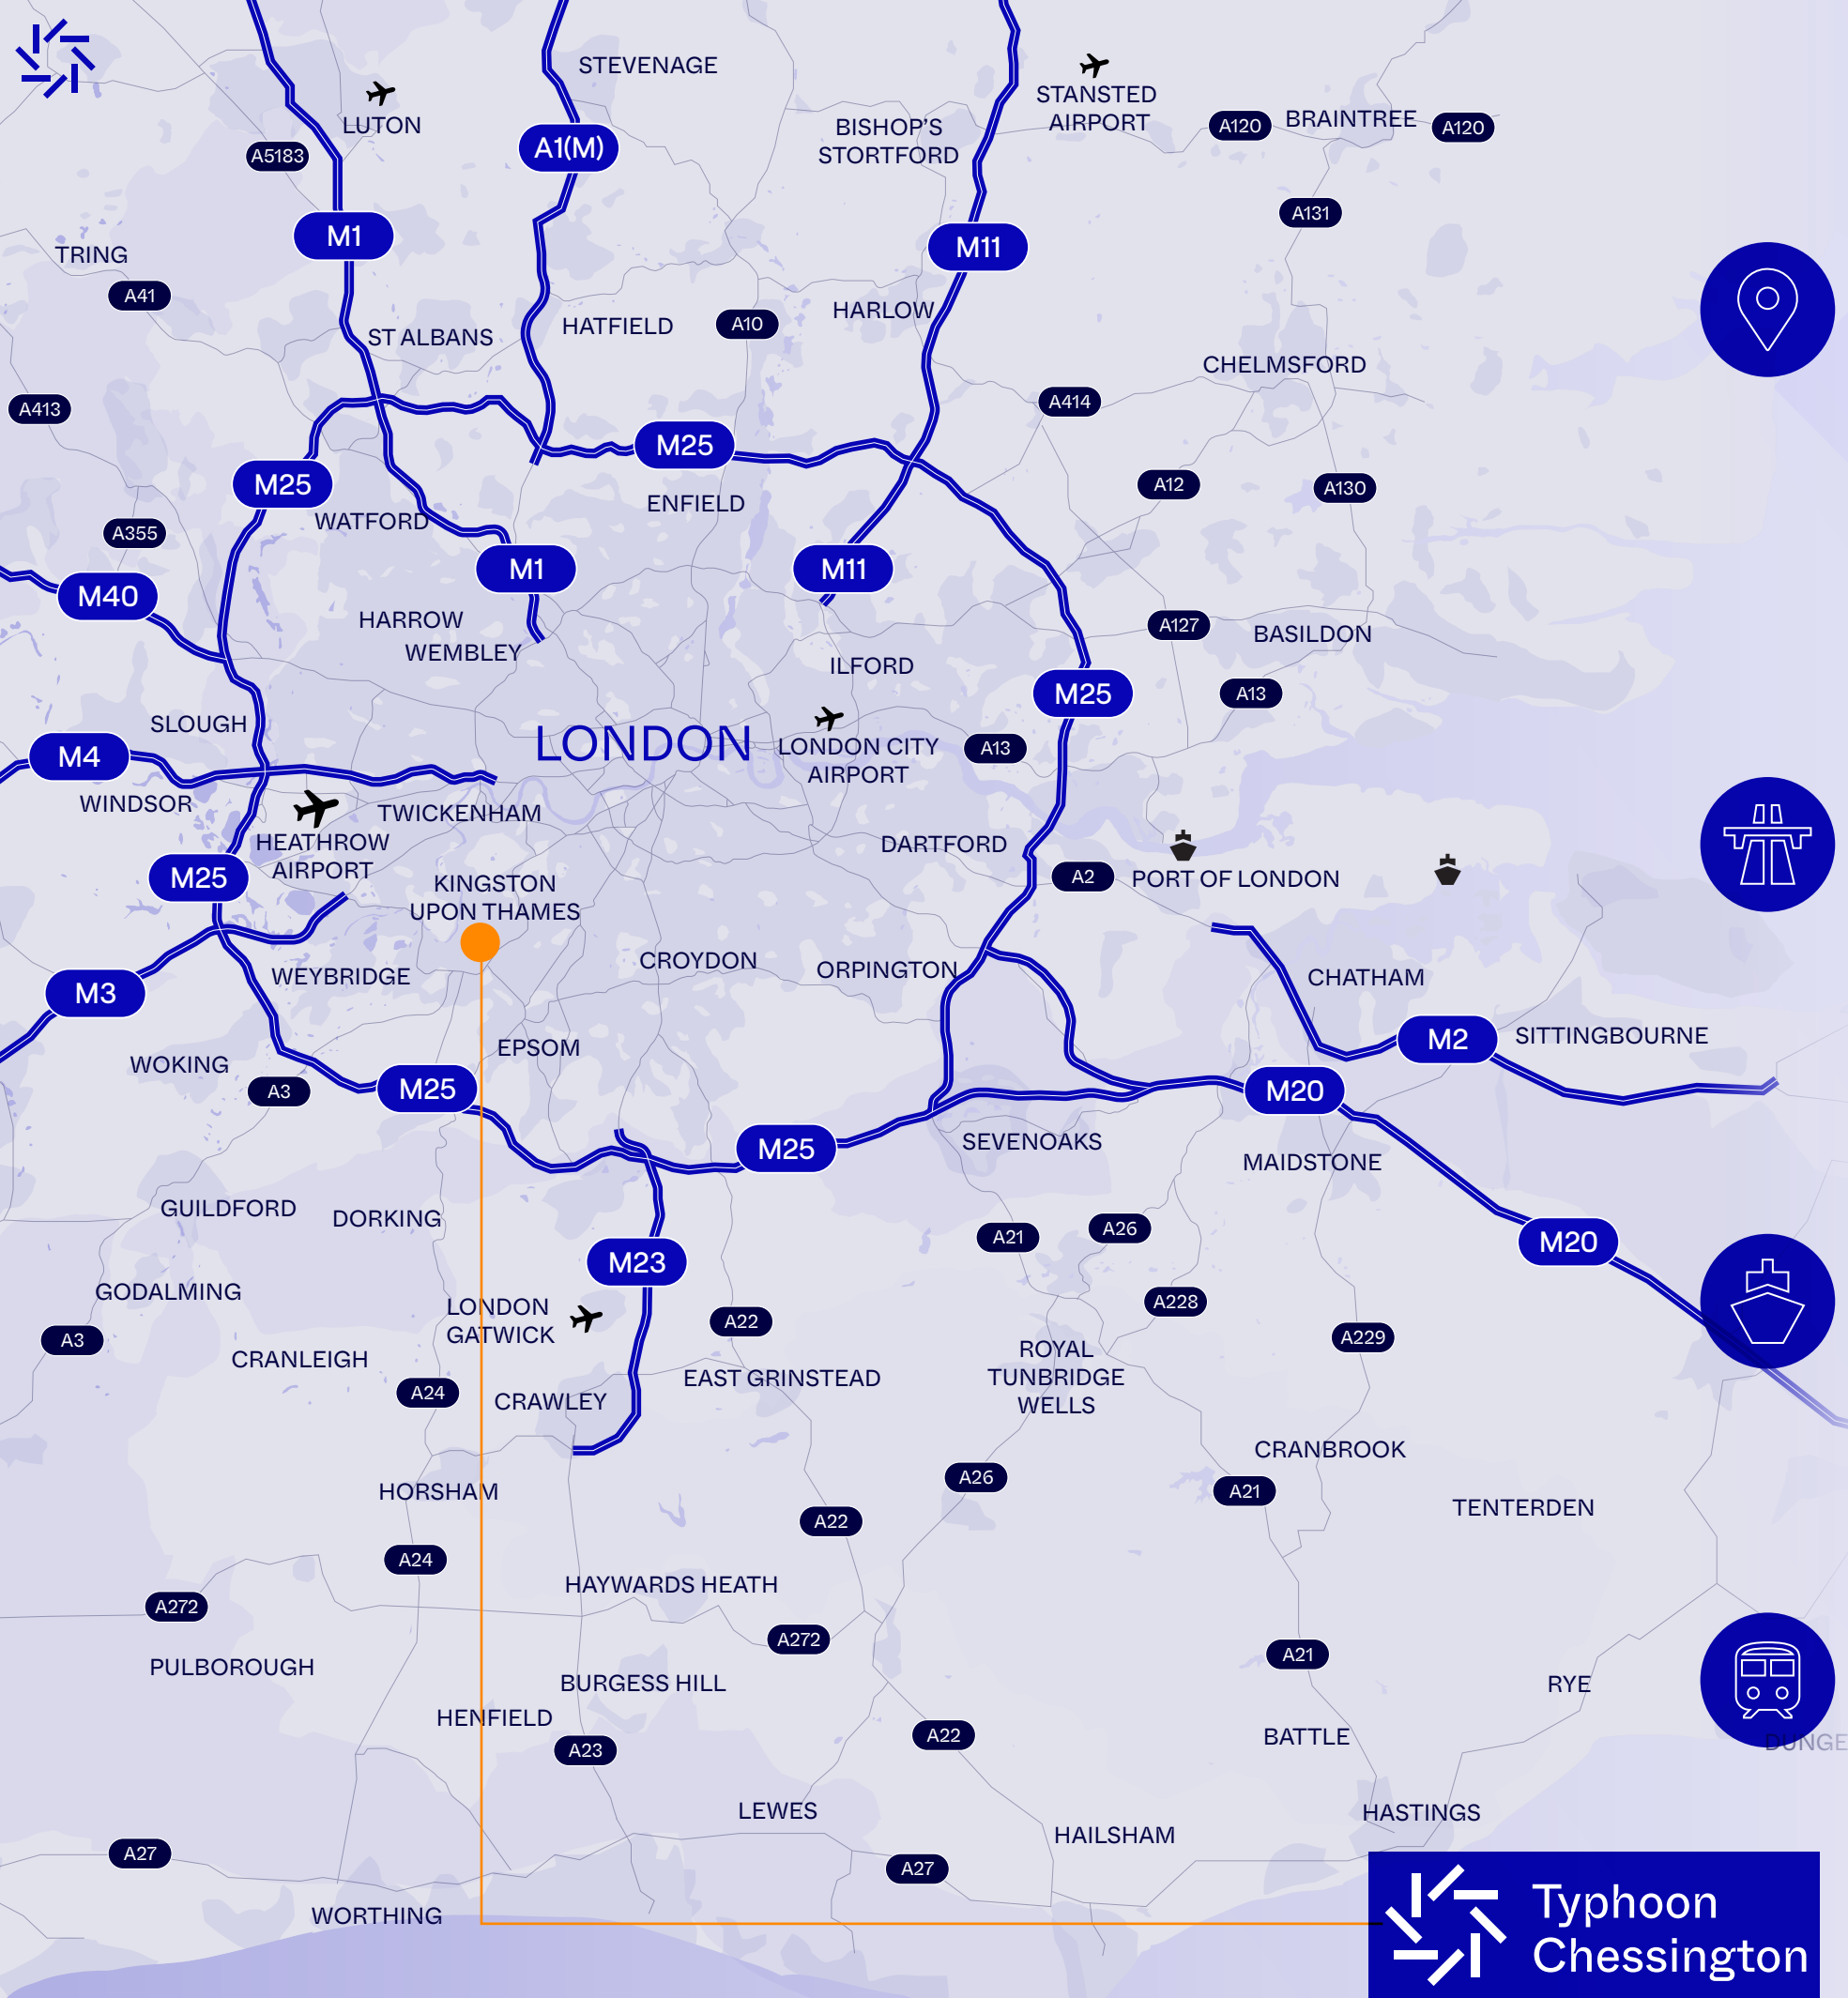 STEVENAGE
STANSTED
AIRPORT
LUTON
BRAINTREE
A120
A120
BISHOP'S
STORTFORD
A1(M)
A5183
A131
M1
M11
TRING
A41
HARLOW
A10
HATFIELD
ST ALBANS
CHELMSFORD
A413
A414
M25
M25
A12
A130
ENFIELD
WATFORD
A355
M1
M11
M40
HARROW
A127
BASILDON
WEMBLEY
ILFORD
M25
A13
SLOUGH
LONDON
LONDON CITY
AIRPORT
A13
M4
WINDSOR
TWICKENHAM
HEATHROW
AIRPORT
DARTFORD
M25
A2
PORT OF LONDON
KINGSTON
UPON THAMES
CROYDON
ORPINGTON
WEYBRIDGE
CHATHAM
M3
M2
SITTINGBOURNE
EPSOM
WOKING
A3
M25
M20
M25
SEVENOAKS
MAIDSTONE
GUILDFORD
DORKING
A21
A26
M20
M23
GODALMING
LONDON
GATWICK
A228
A22
A3
A229
CRANLEIGH
ROYAL
TUNBRIDGE
WELLS
EAST GRINSTEAD
A24
CRAWLEY
CRANBROOK
A26
HORSHAM
A21
TENTERDEN
A22
A24
HAYWARDS HEATH
A272
A272
A21
PULBOROUGH
BURGESS HILL
RYE
HENFIELD
A22
BATTLE
DUNGE
A23
LEWES
HASTINGS
HAILSHAM
A27
A27
WORTHING
Typhoon
Chessington